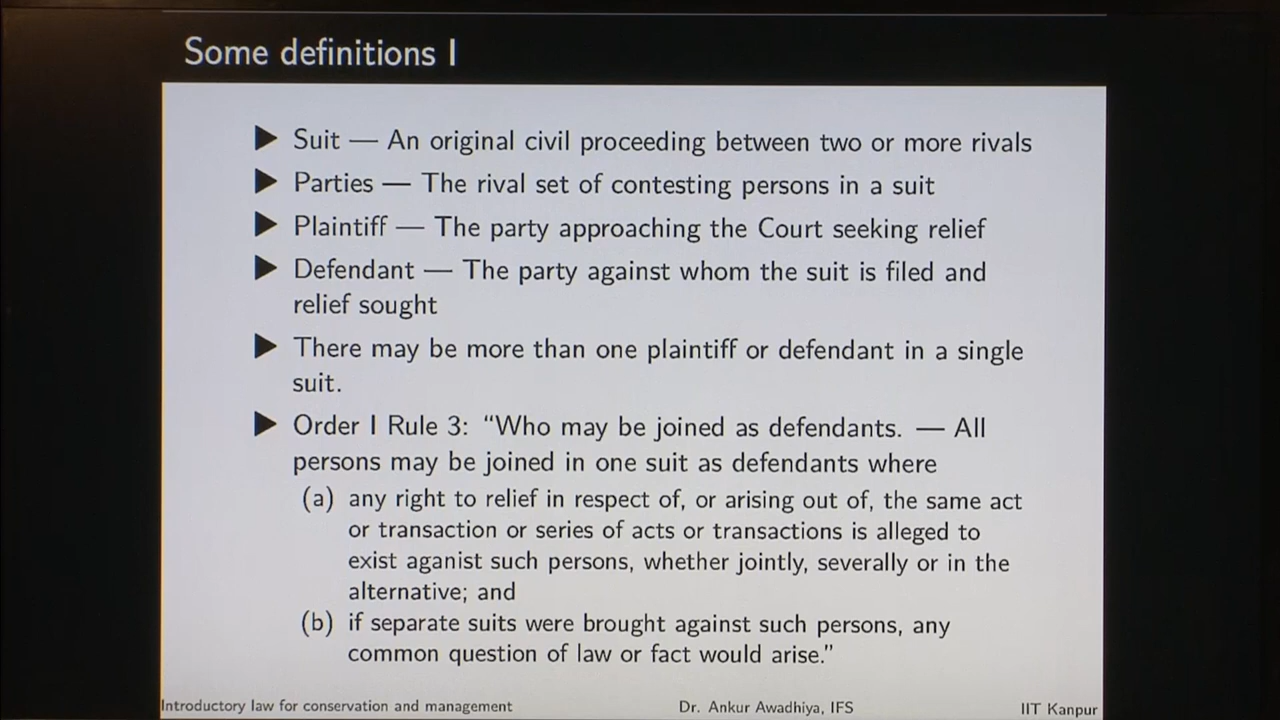 Some definitions I
▶ Suit — An original civil proceeding between two or more rivals
▶ Parties — The rival set of contesting persons in a suit
▶ Plaintiff — The party approaching the Court seeking relief
▶ Defendant — The party against whom the suit is filed and
relief sought
▶ There may be more than one plaintiff or defendant in a single
suit.
▶ Order I Rule 3: “Who may be joined as defendants. — All
persons may be joined in one suit as defendants where
(a) any right to relief in respect of, or arising out of, the same act
or transaction or series of acts or transactions is alleged to
exist aganist such persons, whether jointly, severally or in the
alternative; and
(b) if separate suits were brought against such persons, any
common question of law or fact would arise.”
Introductory law for conservation and management Dr. Ankur Awadhiya, IFS IIT Kanpur